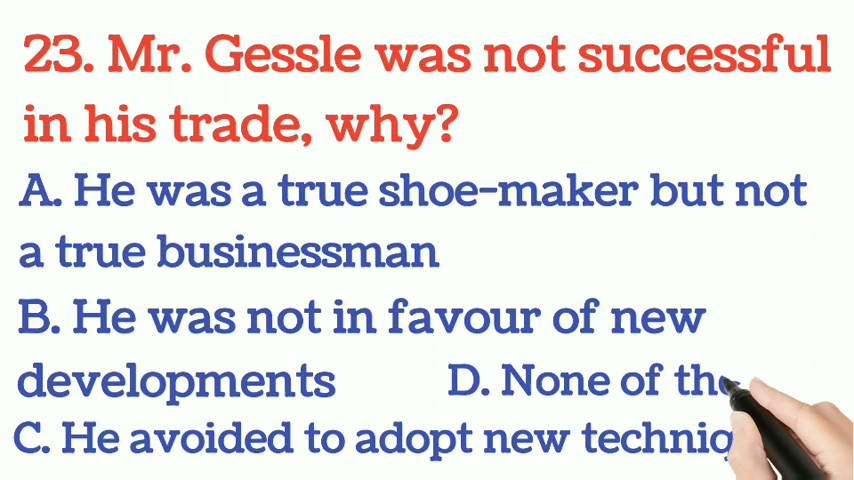 23. Mr. Gessle was not successful
in his trade, why?
A. He was a true shoe-maker but not
a true businessman
B. He was not in favour of new
developments
D. None of
C. He avoided to adopt new